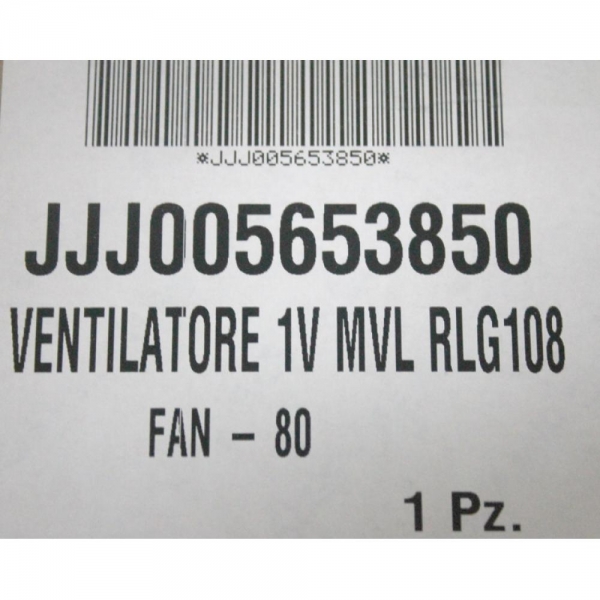 *JJJ005653850*
JJJ005653850
VENTILATORE 1V MVL RLG108
FAN - 80
1 Pz.